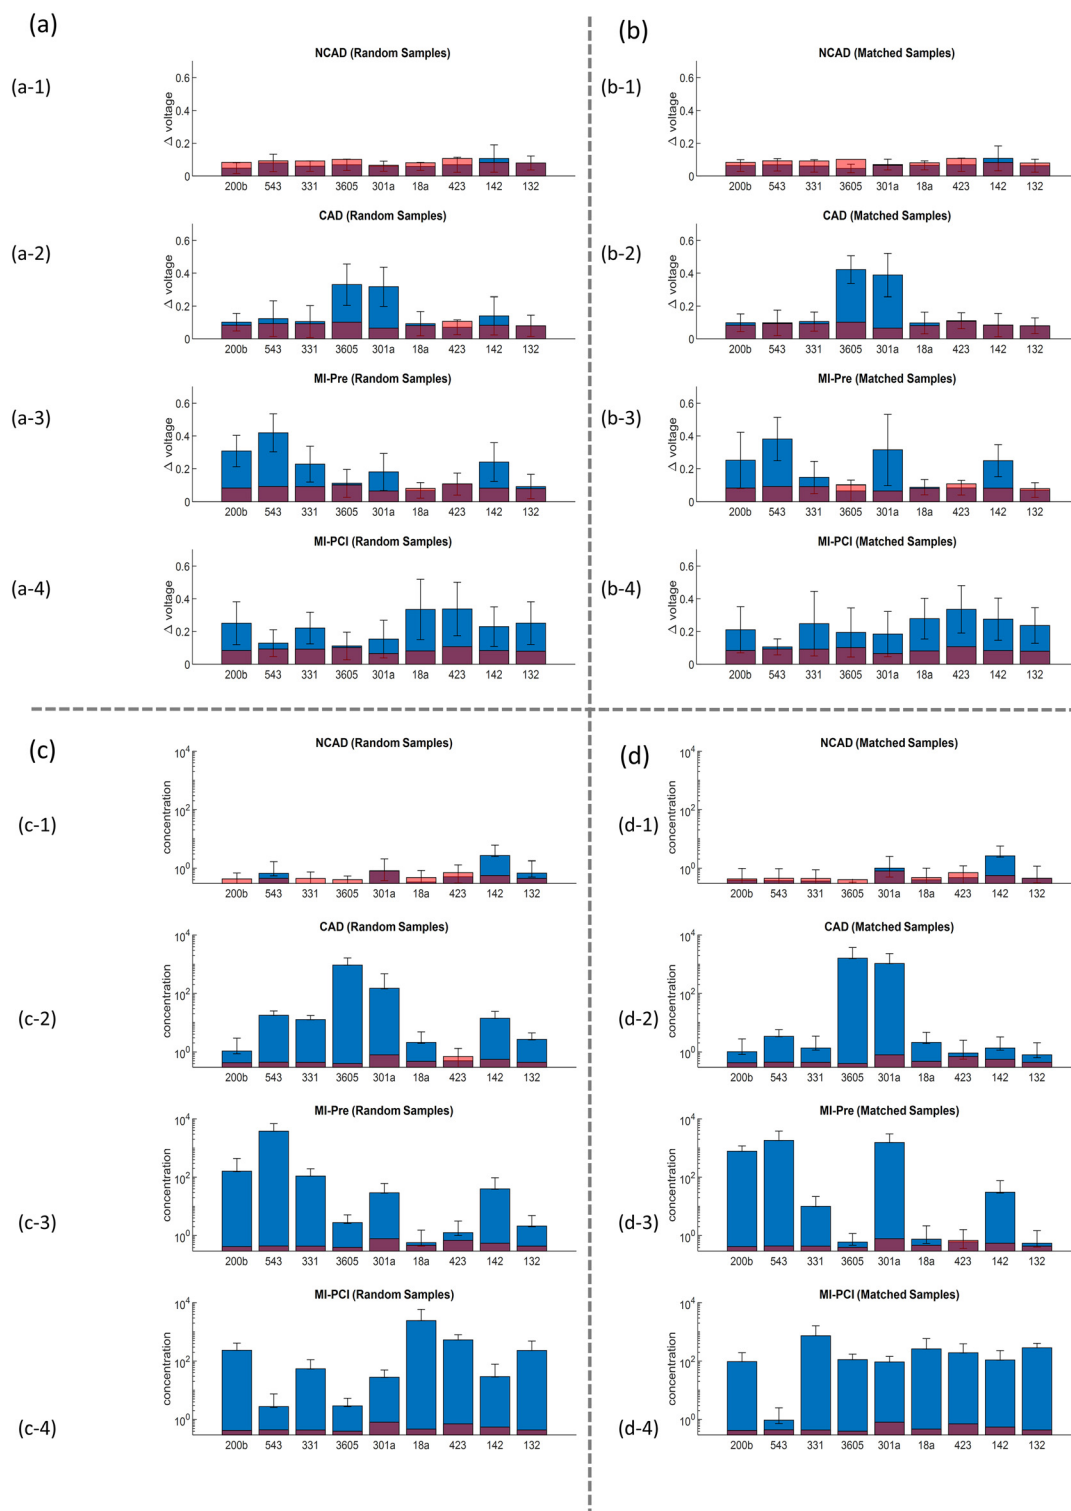 (a)
NCAD (Random Samples)
(a-1)
Δ voltage
0.6
0.4
0.2
0
200b 543 331 3605 301a 18a 423 142 132
CAD (Random Samples)
(a-2)
Δ voltage
0.6
0.4
0.2
0
200b 543 331 3605 301a 18a 423 142 132
MI-Pre (Random Samples)
(a-3)
Δ voltage
0.6
0.4
0.2
0
200b 543 331 3605 301a 18a 423 142 132
MI-PCI (Random Samples)
(a-4)
Δ voltage
0.6
0.4
0.2
0
200b 543 331 3605 301a 18a 423 142 132
(b)
NCAD (Matched Samples)
(b-1)
Δ voltage
0.6
0.4
0.2
0
200b 543 331 3605 301a 18a 423 142 132
CAD (Matched Samples)
(b-2)
Δ voltage
0.6
0.4
0.2
0
200b 543 331 3605 301a 18a 423 142 132
MI-Pre (Matched Samples)
(b-3)
Δ voltage
0.6
0.4
0.2
0
200b 543 331 3605 301a 18a 423 142 132
MI-PCI (Matched Samples)
(b-4)
Δ voltage
0.6
0.4
0.2
0
200b 543 331 3605 301a 18a 423 142 132
(c)
NCAD (Random Samples)
(c-1)
concentration
10⁴
10²
10⁰
200b 543 331 3605 301a 18a 423 142 132
CAD (Random Samples)
(c-2)
concentration
10⁴
10²
10⁰
200b 543 331 3605 301a 18a 423 142 132
MI-Pre (Random Samples)
(c-3)
concentration
10⁴
10²
10⁰
200b 543 331 3605 301a 18a 423 142 132
MI-PCI (Random Samples)
(c-4)
concentration
10⁴
10²
10⁰
200b 543 331 3605 301a 18a 423 142 132
(d)
NCAD (Matched Samples)
(d-1)
concentration
10⁴
10²
10⁰
200b 543 331 3605 301a 18a 423 142 132
CAD (Matched Samples)
(d-2)
concentration
10⁴
10²
10⁰
200b 543 331 3605 301a 18a 423 142 132
MI-Pre (Matched Samples)
(d-3)
concentration
10⁴
10²
10⁰
200b 543 331 3605 301a 18a 423 142 132
MI-PCI (Matched Samples)
(d-4)
concentration
10⁴
10²
10⁰
200b 543 331 3605 301a 18a 423 142 132